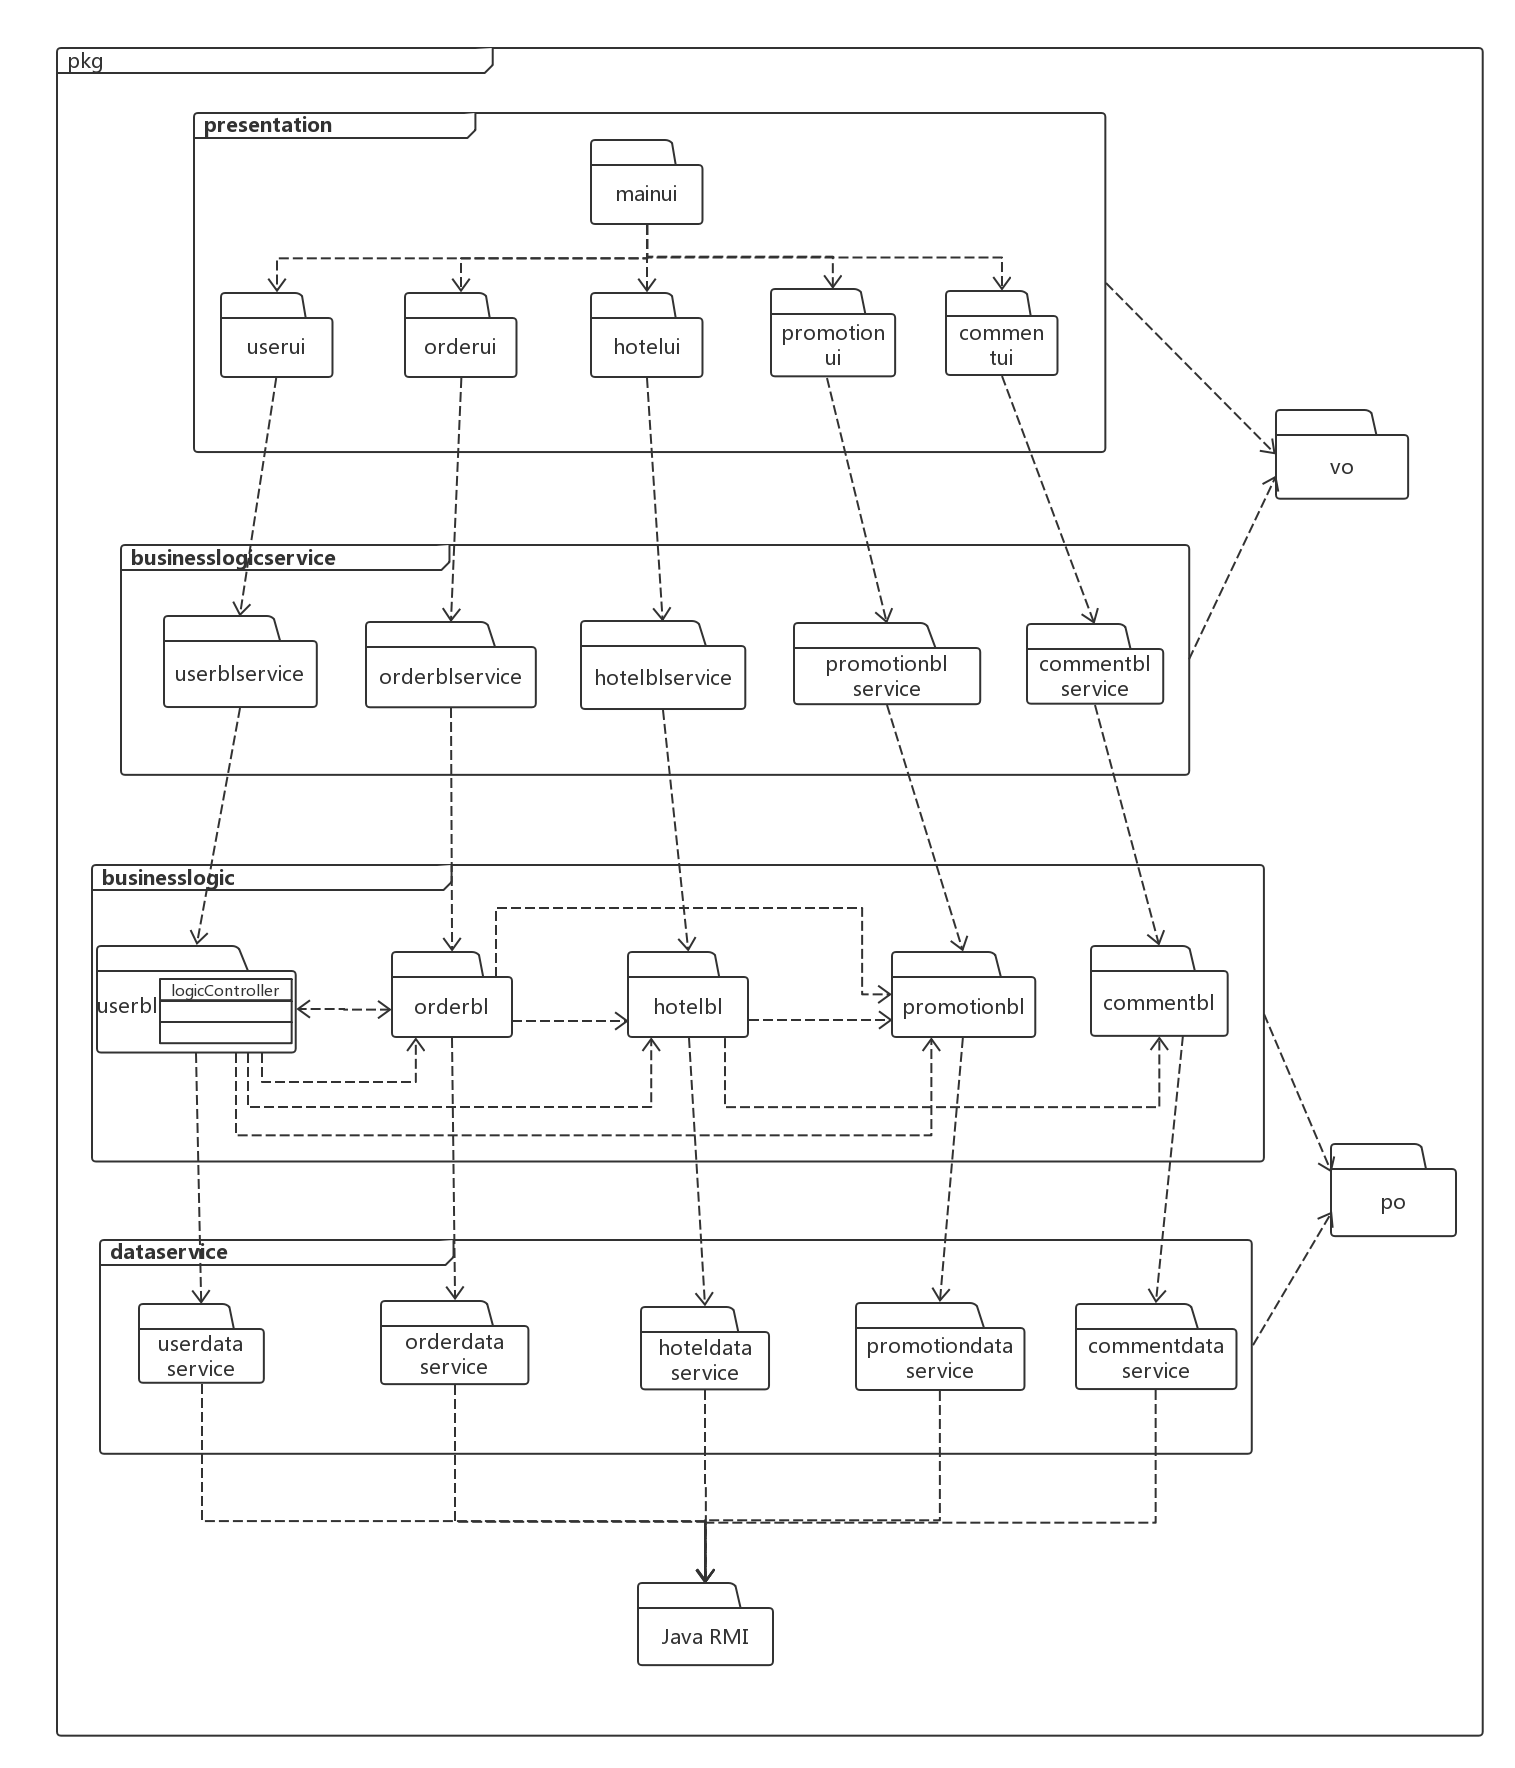 pkg
presentation
mainui
userui
orderui
hotelui
promotion
ui
commen
tui
vo
businesslogicservice
userblservice
orderblservice
hotelblservice
promotionbl
service
commentbl
service
businesslogic
userbl
logicController
orderbl
hotelbl
promotionbl
commentbl
po
dataservice
userdata
service
orderdata
service
hoteldata
service
promotiondata
service
commentdata
service
Java RMI